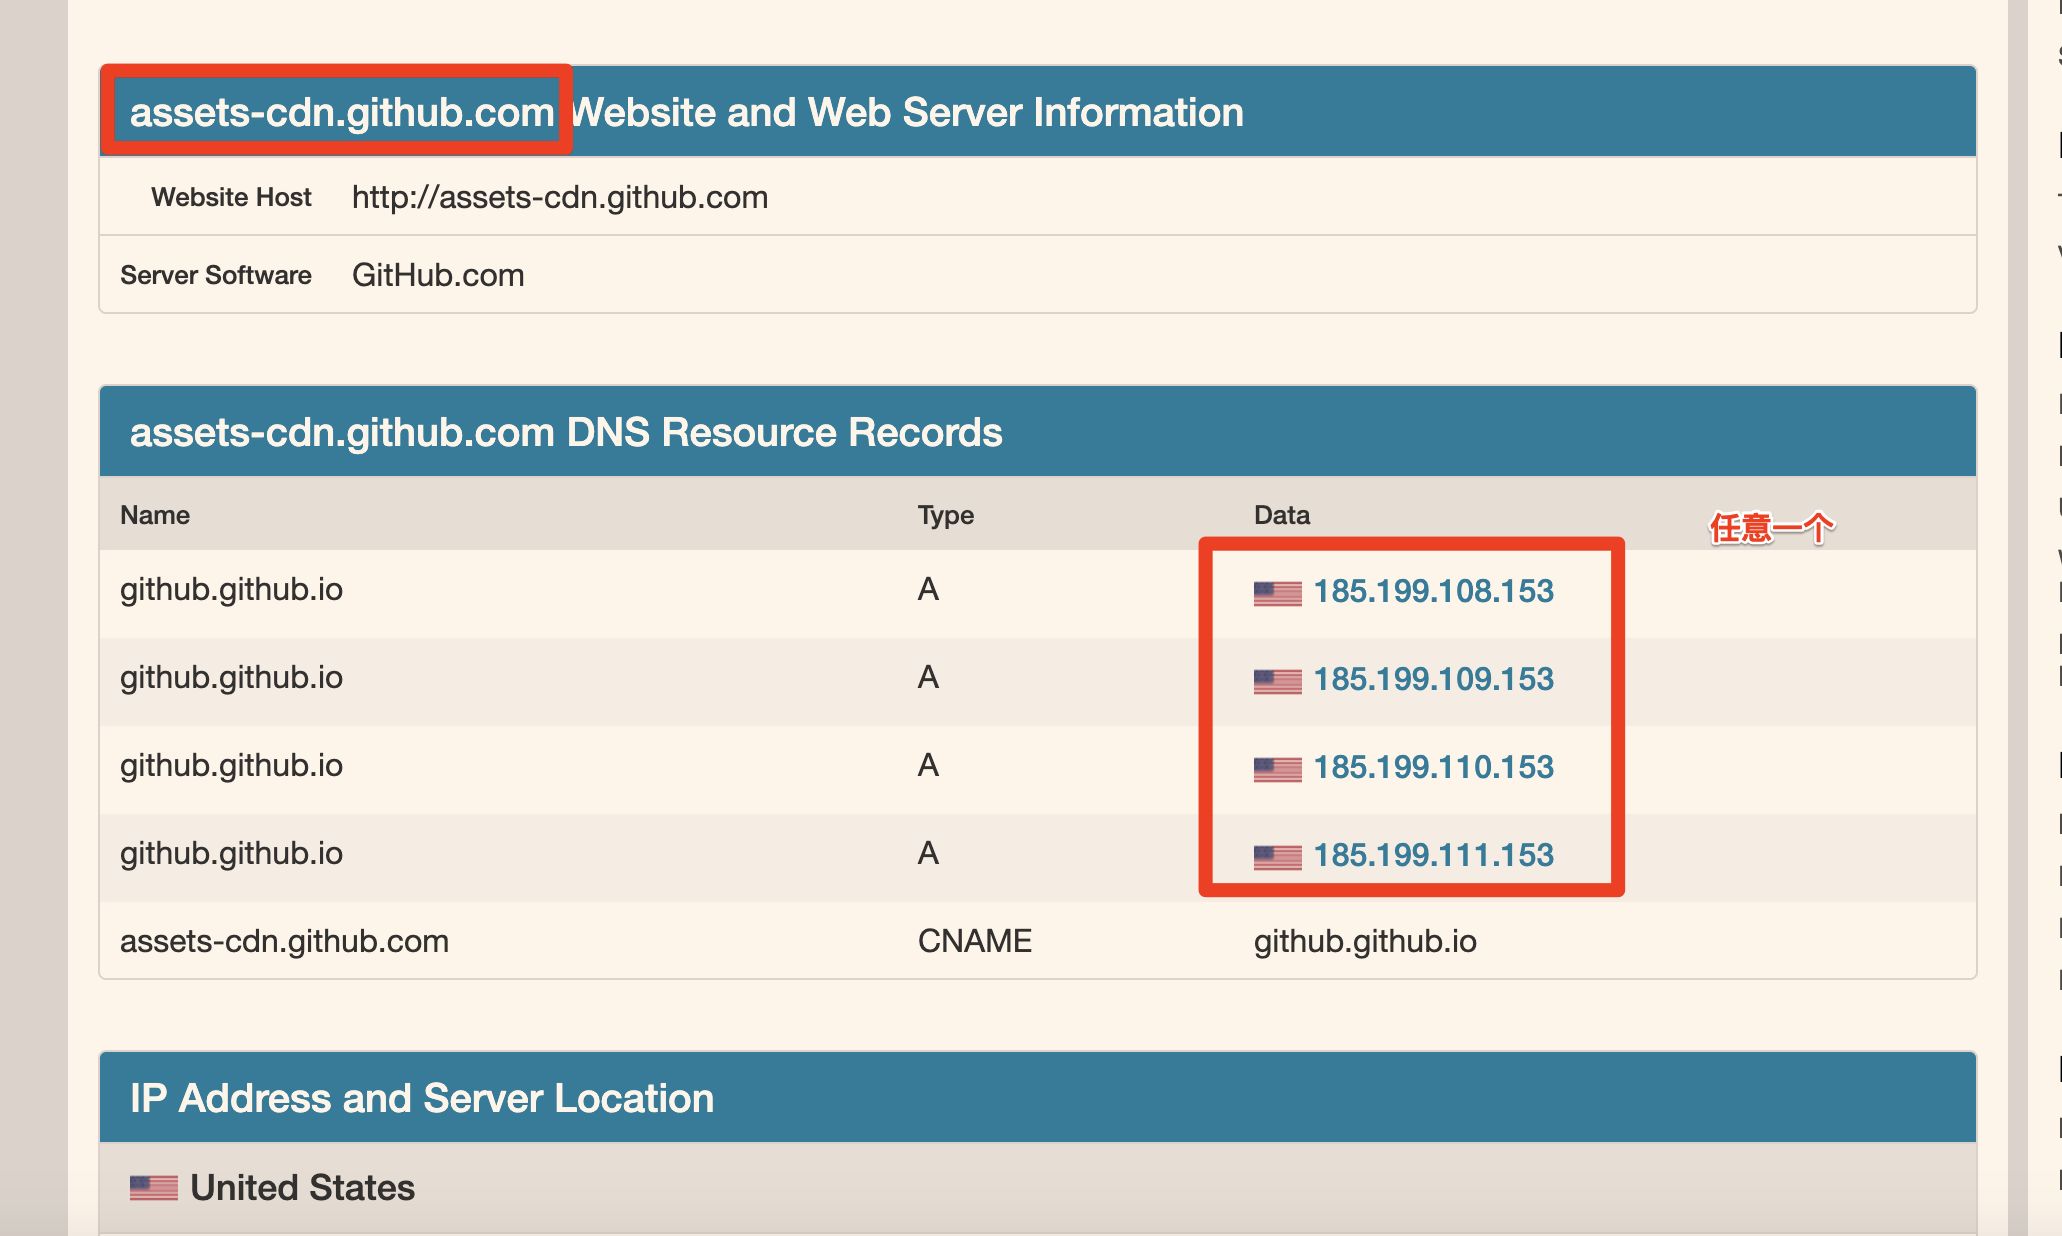 assets-cdn.github.com Website and Web Server Information
Website Host http://assets-cdn.github.com
Server Software GitHub.com
assets-cdn.github.com DNS Resource Records
Name Type Data
任意一个
github.github.io A 185.199.108.153
github.github.io A 185.199.109.153
github.github.io A 185.199.110.153
github.github.io A 185.199.111.153
assets-cdn.github.com CNAME github.github.io
IP Address and Server Location
United States